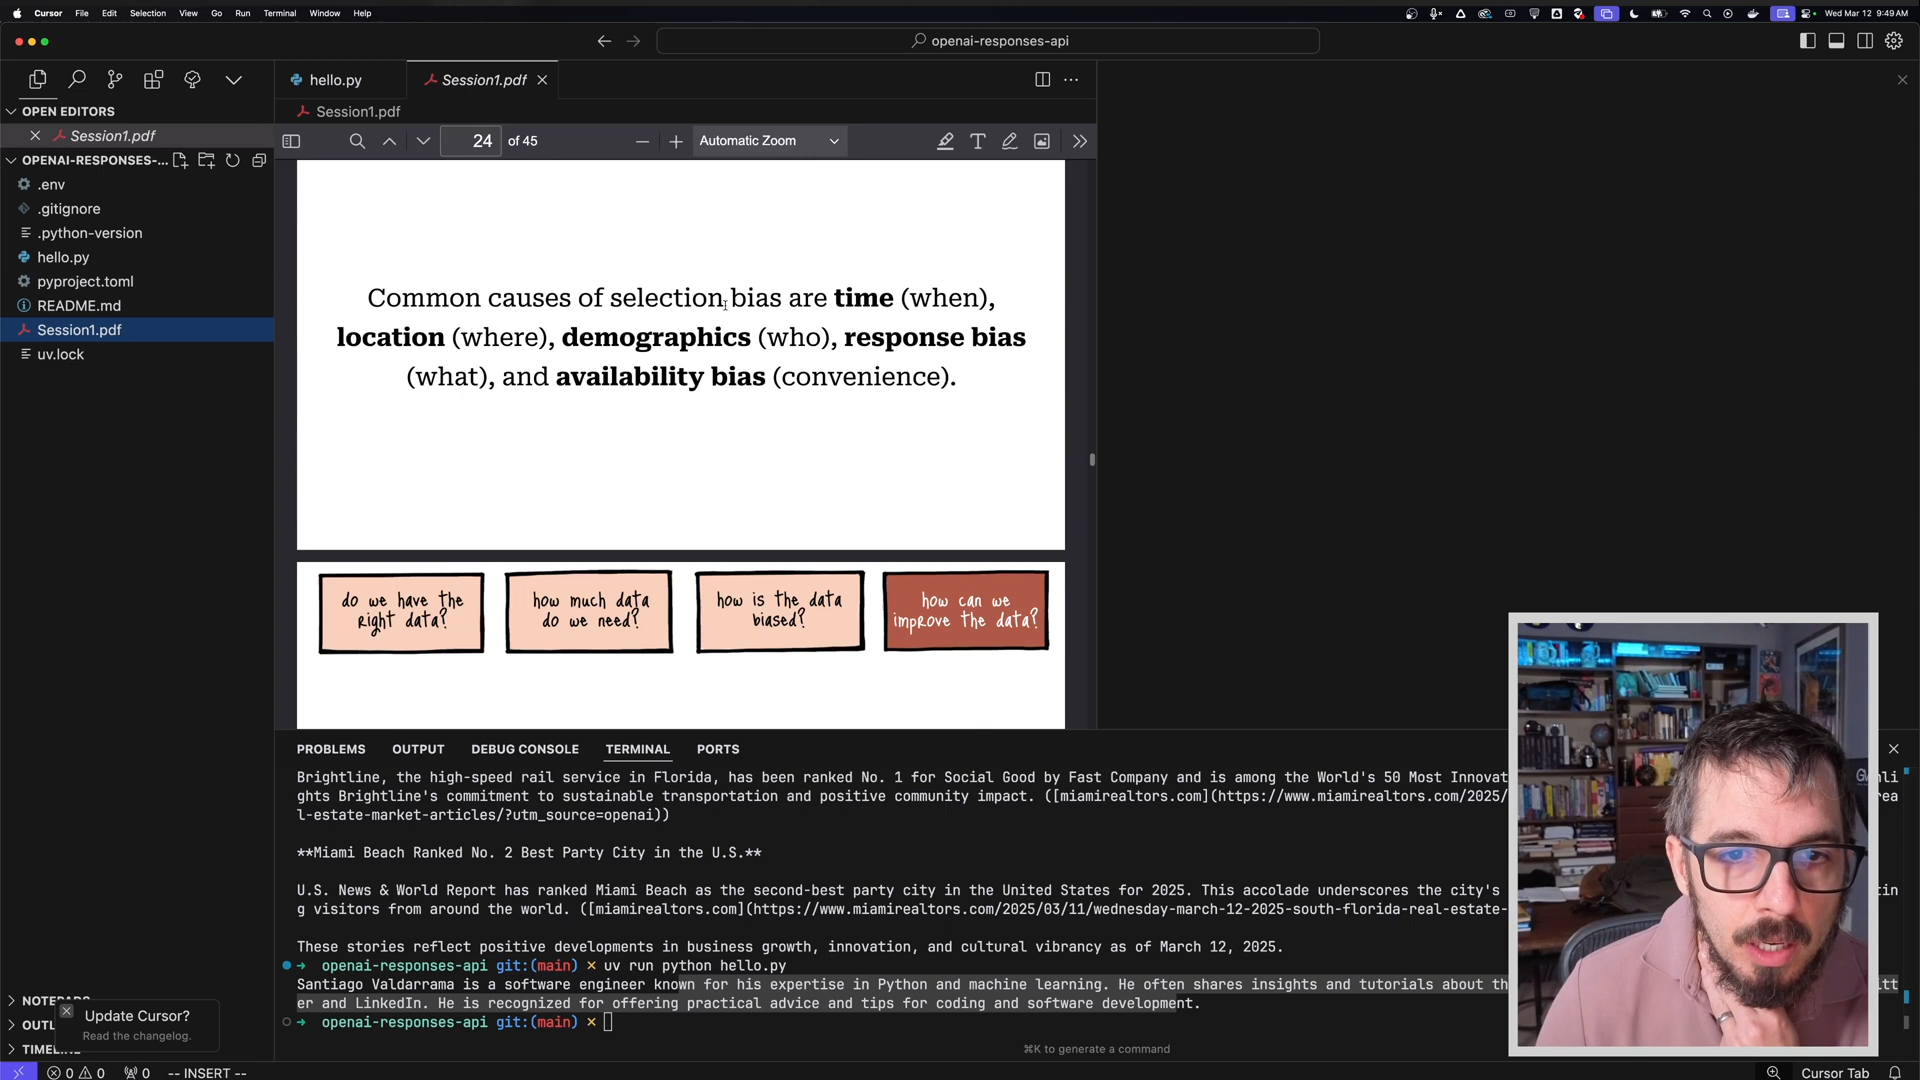 Cursor File Edit Selection View Go Run Terminal Window Help
Wed Mar 12 9:49 AM
openai-responses-api
hello.py
Session1.pdf
OPEN EDITORS
Session1.pdf
Session1.pdf
24 of 45
Automatic Zoom
OPENAI-RESPONSES-...
.env
.gitignore
.python-version
hello.py
pyproject.toml
README.md
Session1.pdf
uv.lock
Common causes of selection bias are time (when),
location (where), demographics (who), response bias
(what), and availability bias (convenience).
do we have the
right data?
how much data
do we need?
how is the data
biased?
how can we
improve the data?
PROBLEMS OUTPUT DEBUG CONSOLE TERMINAL PORTS
Brightline, the high-speed rail service in Florida, has been ranked No. 1 for Social Good by Fast Company and is among the World's 50 Most Innovat
ghts Brightline's commitment to sustainable transportation and positive community impact. ([miamirealtors.com](https://www.miamirealtors.com/2025/ rea
l-estate-market-articles/?utm_source=openai))
**Miami Beach Ranked No. 2 Best Party City in the U.S.**
U.S. News & World Report has ranked Miami Beach as the second-best party city in the United States for 2025. This accolade underscores the city's tin
g visitors from around the world. ([miamirealtors.com](https://www.miamirealtors.com/2025/03/11/wednesday-march-12-2025-south-florida-real-estate-
These stories reflect positive developments in business growth, innovation, and cultural vibrancy as of March 12, 2025.
openai-responses-api git:(main) ✗ uv run python hello.py
Santiago Valdarrama is a software engineer known for his expertise in Python and machine learning. He often shares insights and tutorials about th itt
er and LinkedIn. He is recognized for offering practical advice and tips for coding and software development.
openai-responses-api git:(main) ✗
⌘K to generate a command
NOTEPADS
OUTL
TIMELINE
Update Cursor?
Read the changelog.
0 0 0 -- INSERT --
Cursor Tab